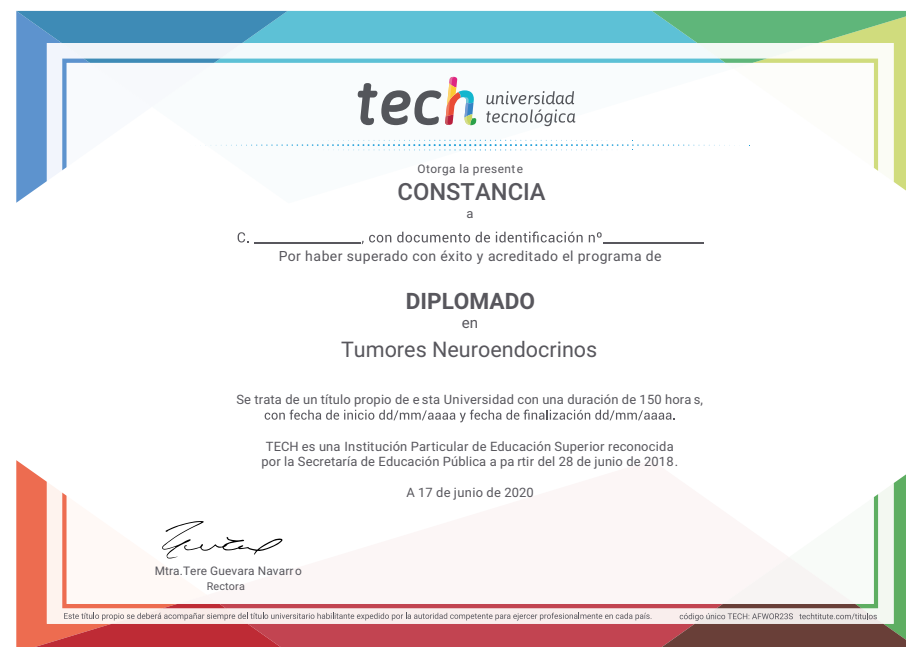 tech universidad
tecnológica
Otorga la presente
CONSTANCIA
a
C. ____________, con documento de identificación nº____________
Por haber superado con éxito y acreditado el programa de
DIPLOMADO
en
Tumores Neuroendocrinos
Se trata de un título propio de esta Universidad con una duración de 150 horas,
con fecha de inicio dd/mm/aaaa y fecha de finalización dd/mm/aaaa.
TECH es una Institución Particular de Educación Superior reconocida
por la Secretaría de Educación Pública a partir del 28 de junio de 2018.
A 17 de junio de 2020
Mtra.Tere Guevara Navarro
Rectora
Este título propio se deberá acompañar siempre del título universitario habilitante expedido por la autoridad competente para ejercer profesionalmente en cada país. código único TECH: AFWOR23S techtitute.com/titulos